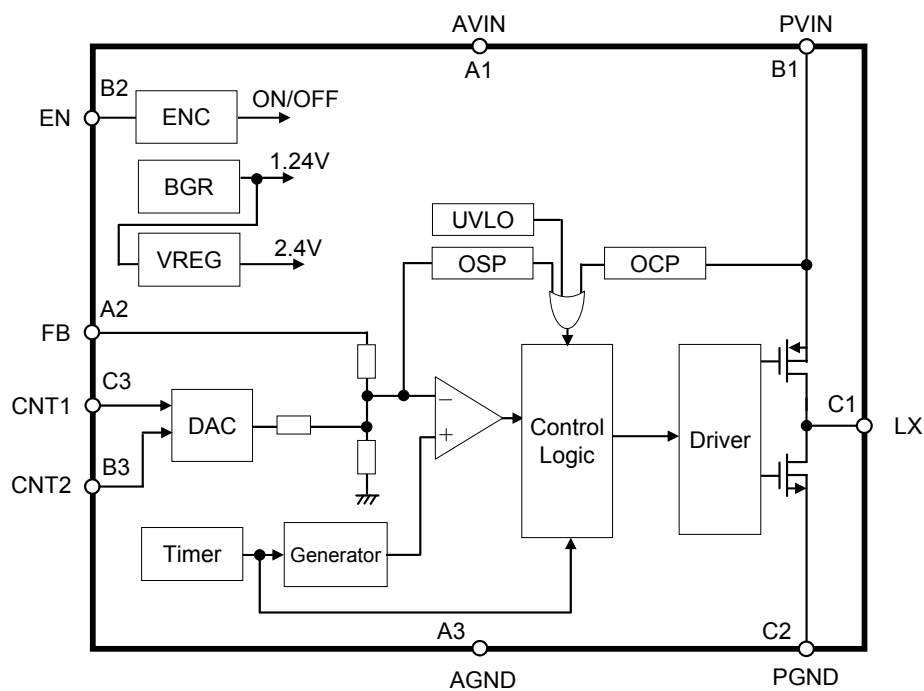 AVIN
PVIN
A1
B1
B2
EN
ENC
ON/OFF
BGR
1.24V
VREG
2.4V
UVLO
OSP
OCP
A2
FB
C3
CNT1
DAC
B3
CNT2
−
+
Control
Logic
Driver
C1
LX
Timer
Generator
A3
C2
AGND
PGND